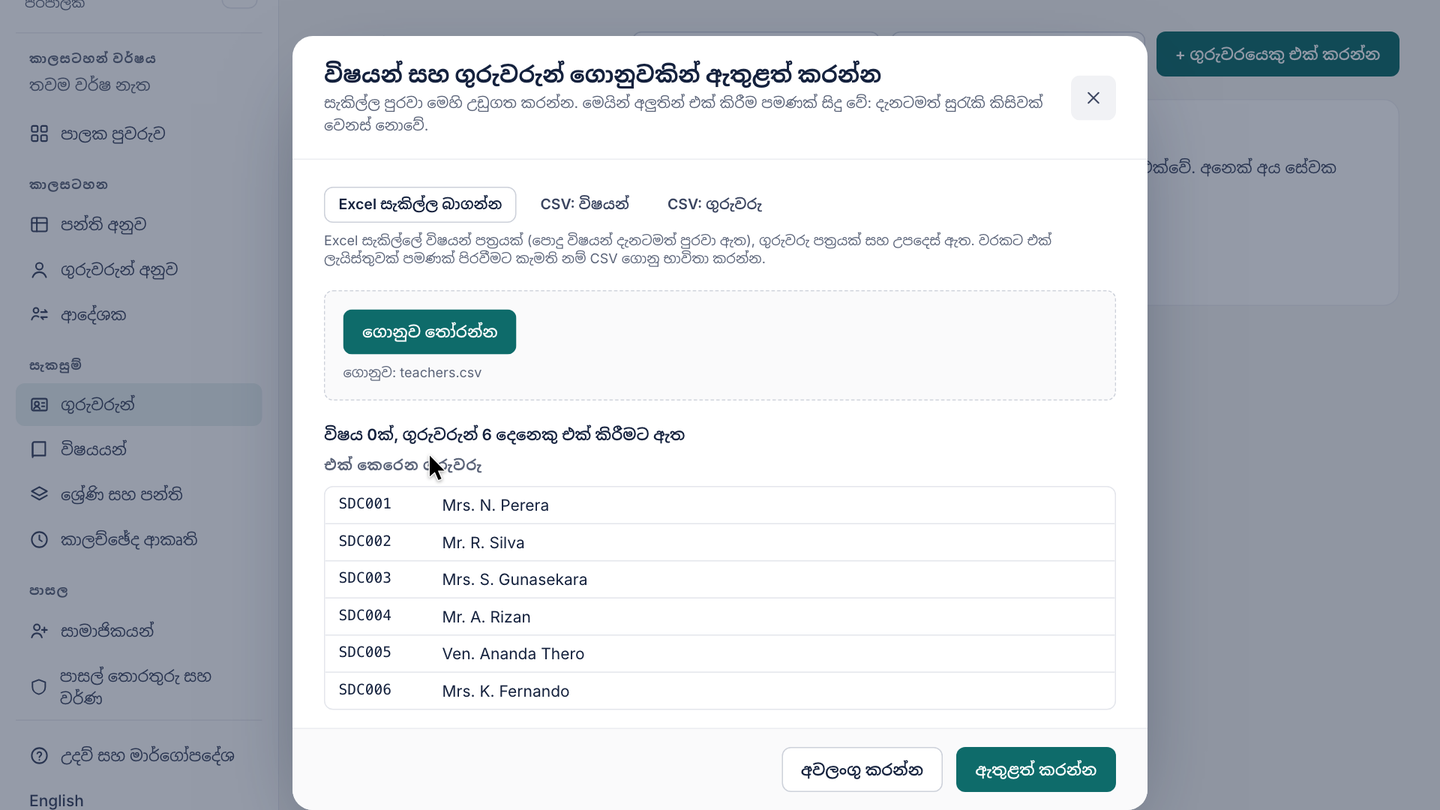 කාලසටහන් වර්ෂය
තවම වර්ෂ නැත
පාලක පුවරුව
කාලසටහන
පන්ති අනුව
ගුරුවරුන් අනුව
ආදේශක
සැකසුම්
ගුරුවරුන්
විෂයයන්
ශ්‍රේණි සහ පන්ති
කාලච්ඡේද ආකෘති
පාසල
සාමාජිකයන්
පාසල් තොරතුරු සහ
වර්ණ
උදව් සහ මාර්ගෝපදේශ
English
+ ගුරුවරයෙකු එක් කරන්න
එක්වේ. අනෙක් අය සේවක
විෂයන් සහ ගුරුවරුන් ගොනුවකින් ඇතුළත් කරන්න
සැකිල්ල පුරවා මෙහි උඩුගත කරන්න. මෙයින් අලුතින් එක් කිරීම පමණක් සිදු වේ: දැනටමත් සුරැකි කිසිවක්
වෙනස් නොවේ.
Excel සැකිල්ල බාගන්න
CSV: විෂයන්
CSV: ගුරුවරු
Excel සැකිල්ලේ විෂයන් පත්‍රයක් (පොදු විෂයන් දැනටමත් පුරවා ඇත), ගුරුවරු පත්‍රයක් සහ උපදෙස් ඇත. වරකට එක්
ලැයිස්තුවක් පමණක් පිරවීමට කැමති නම් CSV ගොනු භාවිතා කරන්න.
ගොනුව තෝරන්න
ගොනුව: teachers.csv
විෂය 0ක්, ගුරුවරුන් 6 දෙනෙකු එක් කිරීමට ඇත
එක් කෙරෙන ගුරුවරු
SDC001 Mrs. N. Perera
SDC002 Mr. R. Silva
SDC003 Mrs. S. Gunasekara
SDC004 Mr. A. Rizan
SDC005 Ven. Ananda Thero
SDC006 Mrs. K. Fernando
අවලංගු කරන්න
ඇතුළත් කරන්න